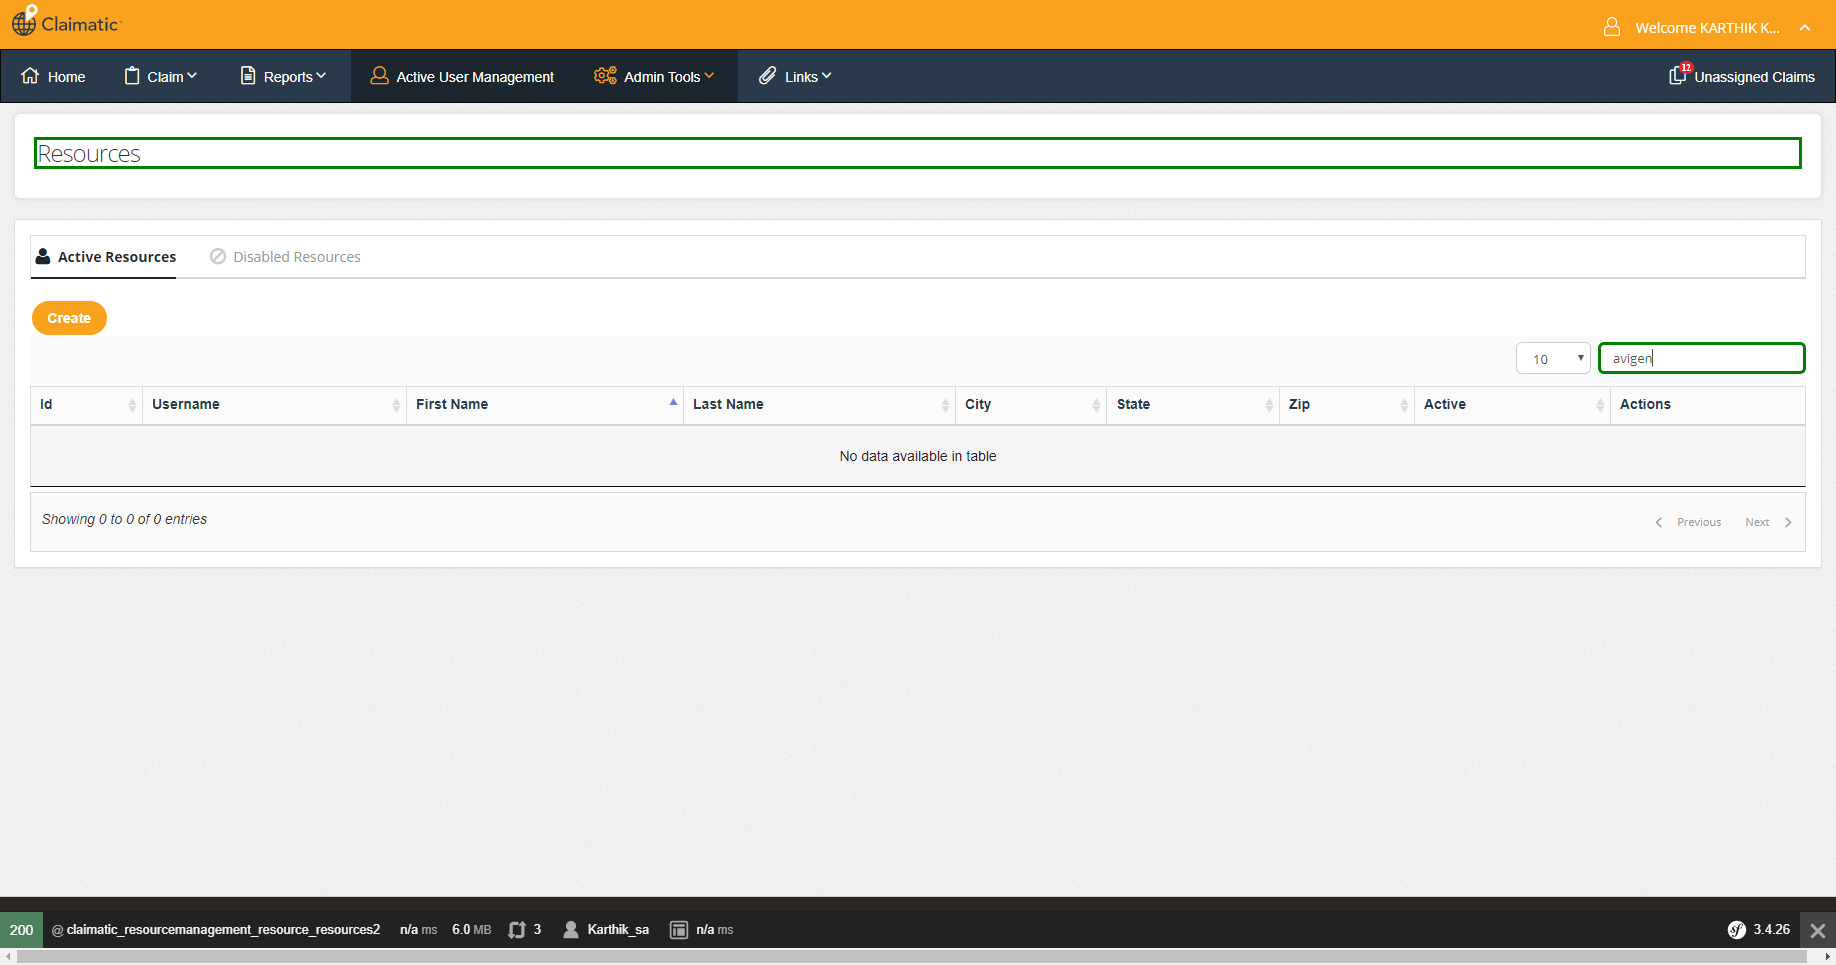 Claimatic
Welcome KARTHIK K...
Home
Claim
Reports
Active User Management
Admin Tools
Links
12
Unassigned Claims
Resources
Active Resources
Disabled Resources
Create
10
avigen
Id
Username
First Name
Last Name
City
State
Zip
Active
Actions
No data available in table
Showing 0 to 0 of 0 entries
Previous
Next
200
@ claimatic_resourcemanagement_resource_resources2
n/a ms
6.0 MB
3
Karthik_sa
n/a ms
sf
3.4.26